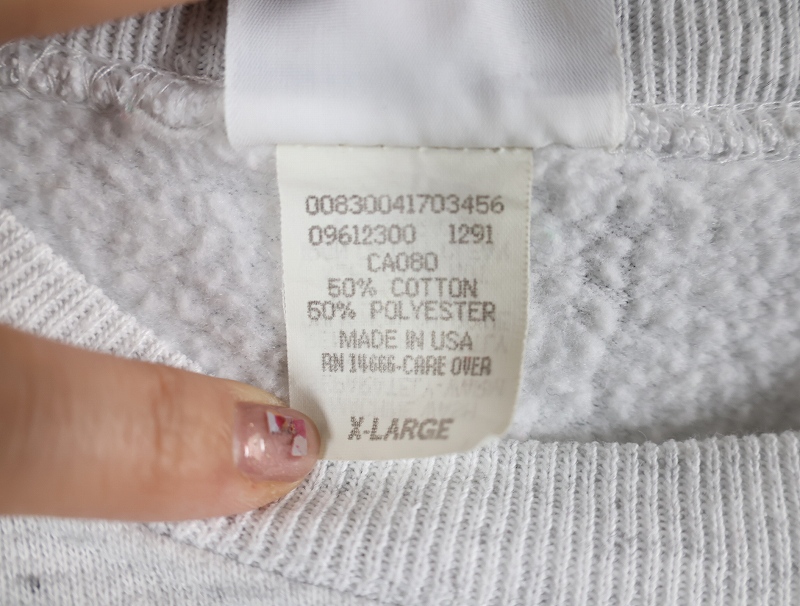 00830041703456
09612300 1291
CA080
50% COTTON
50% POLYESTER
MADE IN USA
RN 14666-CARE OVER
X-LARGE